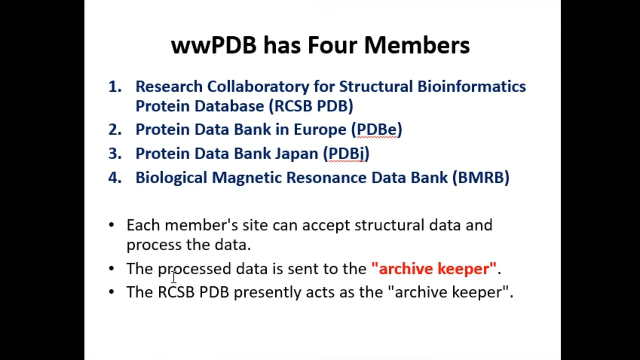 wwPDB has Four Members
1. Research Collaboratory for Structural Bioinformatics
Protein Database (RCSB PDB)
2. Protein Data Bank in Europe (PDBe)
3. Protein Data Bank Japan (PDBj)
4. Biological Magnetic Resonance Data Bank (BMRB)
• Each member's site can accept structural data and
process the data.
• The processed data is sent to the "archive keeper".
• The RCSB PDB presently acts as the "archive keeper".